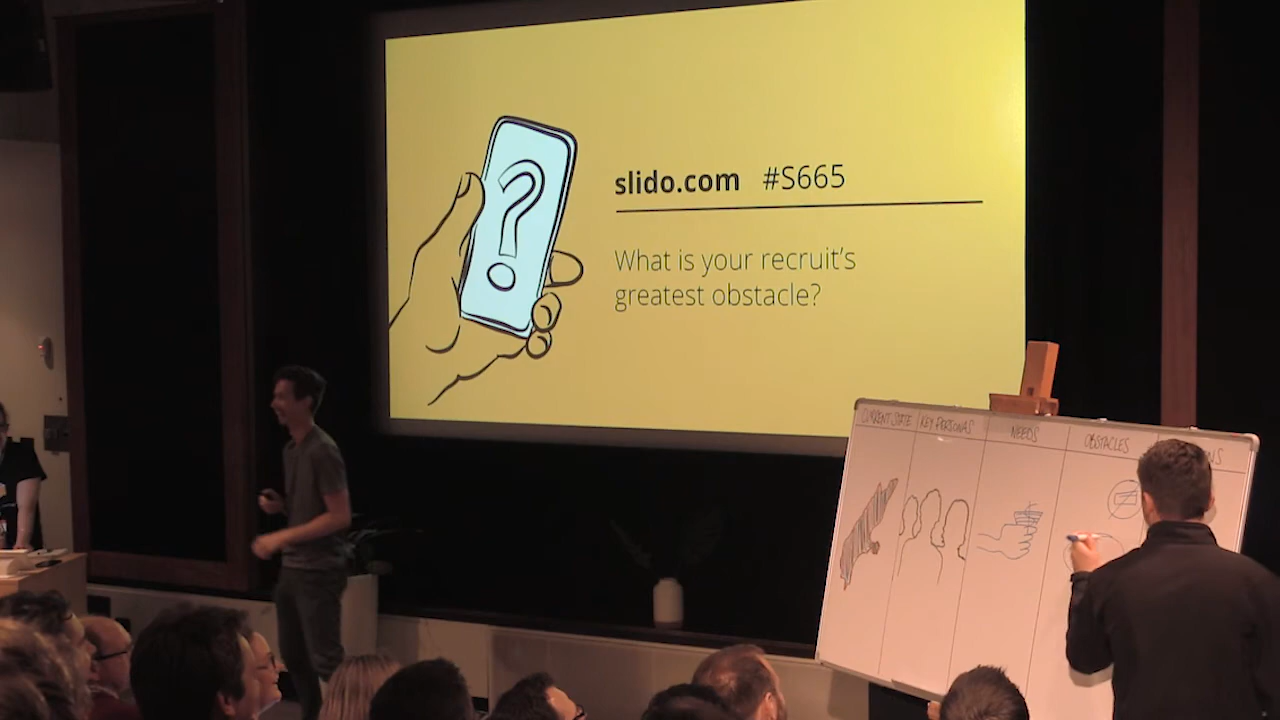 slido.com #S665
What is your recruit's
greatest obstacle?
CURRENT STATE KEY PERSONAS NEEDS OBSTACLES